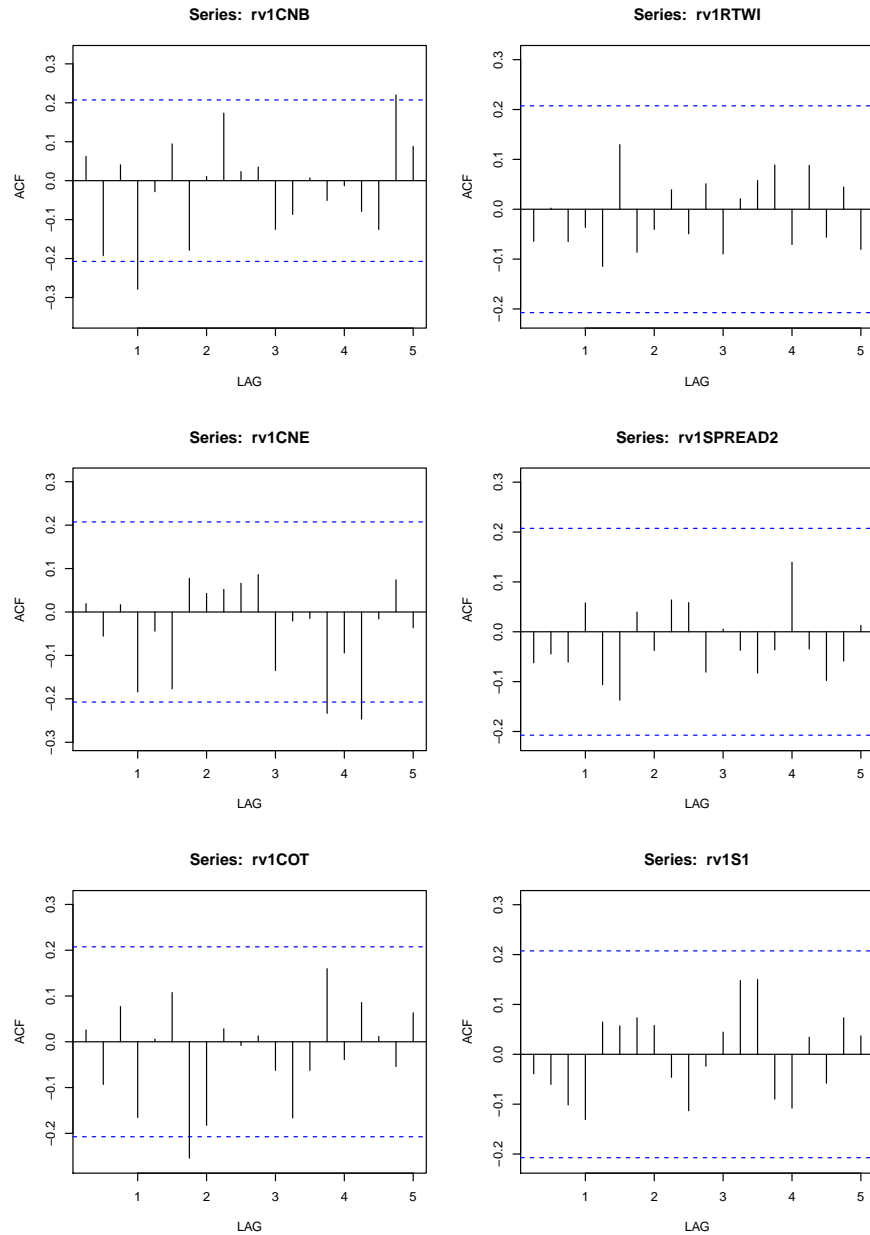 Series: rv1CNB
ACF
0.3
0.2
0.1
0.0
−0.1
−0.2
−0.3
1 2 3 4 5
LAG
Series: rv1RTWI
ACF
0.3
0.2
0.1
0.0
−0.1
−0.2
1 2 3 4 5
LAG
Series: rv1CNE
ACF
0.3
0.2
0.1
0.0
−0.1
−0.2
−0.3
1 2 3 4 5
LAG
Series: rv1SPREAD2
ACF
0.3
0.2
0.1
0.0
−0.1
−0.2
1 2 3 4 5
LAG
Series: rv1COT
ACF
0.3
0.2
0.1
0.0
−0.1
−0.2
1 2 3 4 5
LAG
Series: rv1S1
ACF
0.3
0.2
0.1
0.0
−0.1
−0.2
1 2 3 4 5
LAG